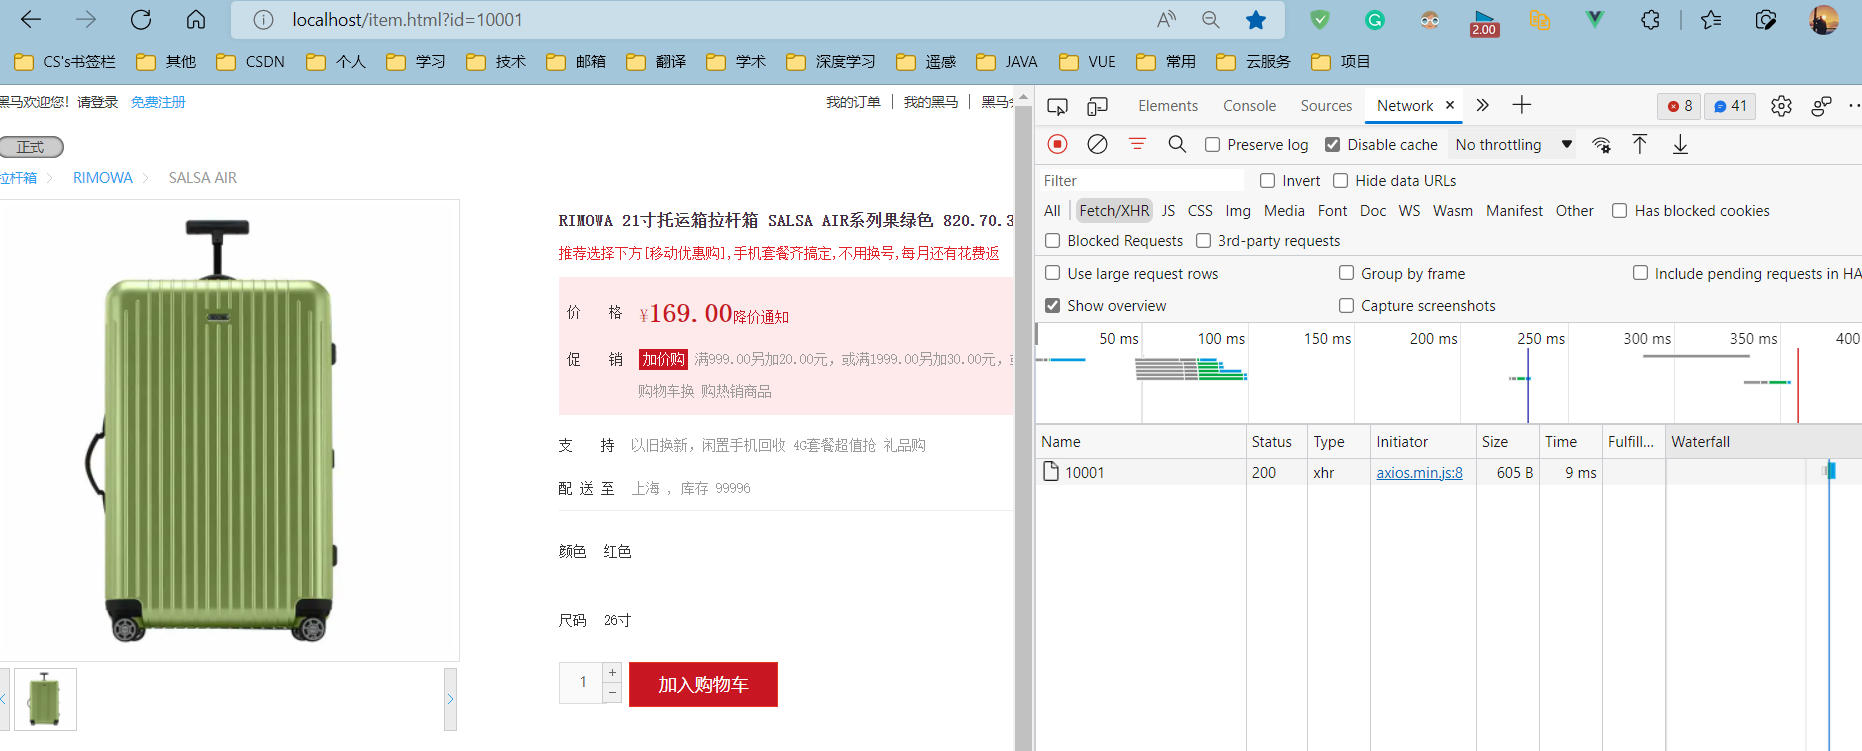 localhost/item.html?id=10001
2.00
CS's书签栏 其他 CSDN 个人 学习 技术 邮箱 翻译 学术 深度学习 遥感 JAVA VUE 常用 云服务 项目
黑马欢迎您! 请登录 免费注册 我的订单 我的黑马 黑马
正式
拉杆箱 RIMOWA SALSA AIR
RIMOWA 21寸托运箱拉杆箱 SALSA AIR系列果绿色 820.70.3
推荐选择下方[移动优惠购],手机套餐齐搞定,不用换号,每月还有花费返
价 格 ¥169.00 降价通知
促 销 加价购 满999.00另加20.00元，或满1999.00另加30.00元，
购物车换 购热销商品
支 持 以旧换新，闲置手机回收 4G套餐超值抢 礼品购
配 送 至 上海 ，库存 99996
颜色 红色
尺码 26寸
1 + −
加入购物车
Elements Console Sources Network 8 41
Preserve log Disable cache No throttling
Filter Invert Hide data URLs
All Fetch/XHR JS CSS Img Media Font Doc WS Wasm Manifest Other Has blocked cookies
Blocked Requests 3rd-party requests
Use large request rows Group by frame Include pending requests in HA
Show overview Capture screenshots
50 ms 100 ms 150 ms 200 ms 250 ms 300 ms 350 ms 400
Name Status Type Initiator Size Time Fulfill... Waterfall
10001 200 xhr axios.min.js:8 605 B 9 ms